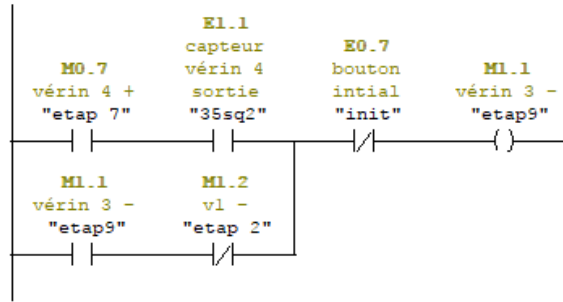 E1.1
capteur E0.7
M0.7 vérin 4 bouton M1.1
vérin 4 + sortie intial vérin 3 -
"etap 7" "35sq2" "init" "etap9"
M1.1 M1.2
vérin 3 - v1 -
"etap9" "etap 2"